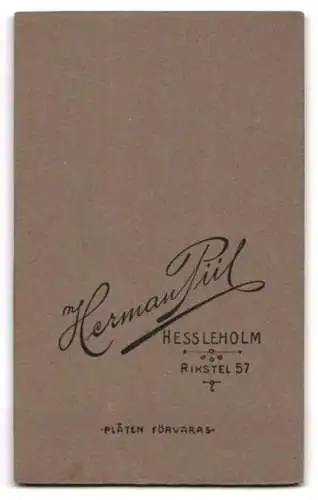 Herman Piil
HESSLEHOLM
RIKSTEL 57
-PLÅTEN FÖRVARAS-